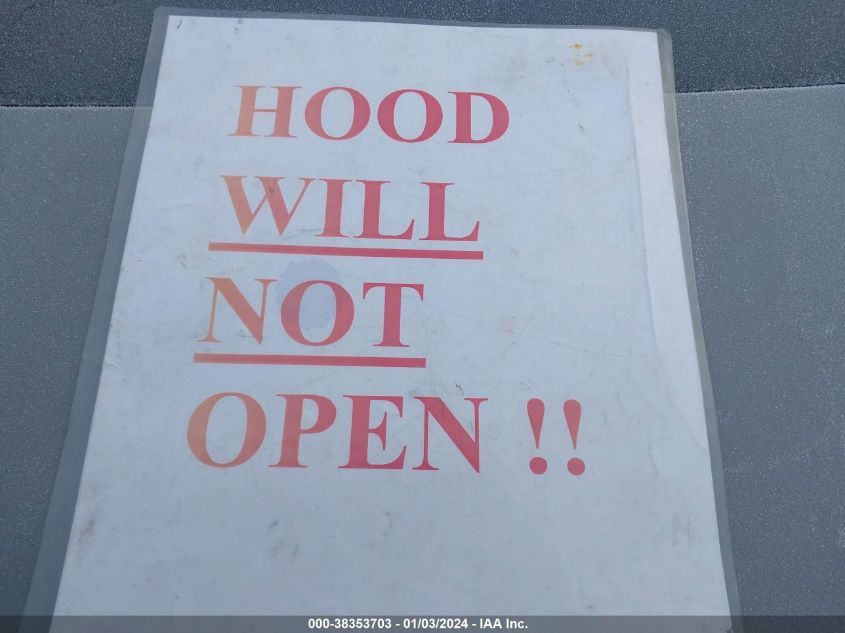 HOOD
WILL
NOT
OPEN !!
000-38353703 - 01/03/2024 - IAA Inc.